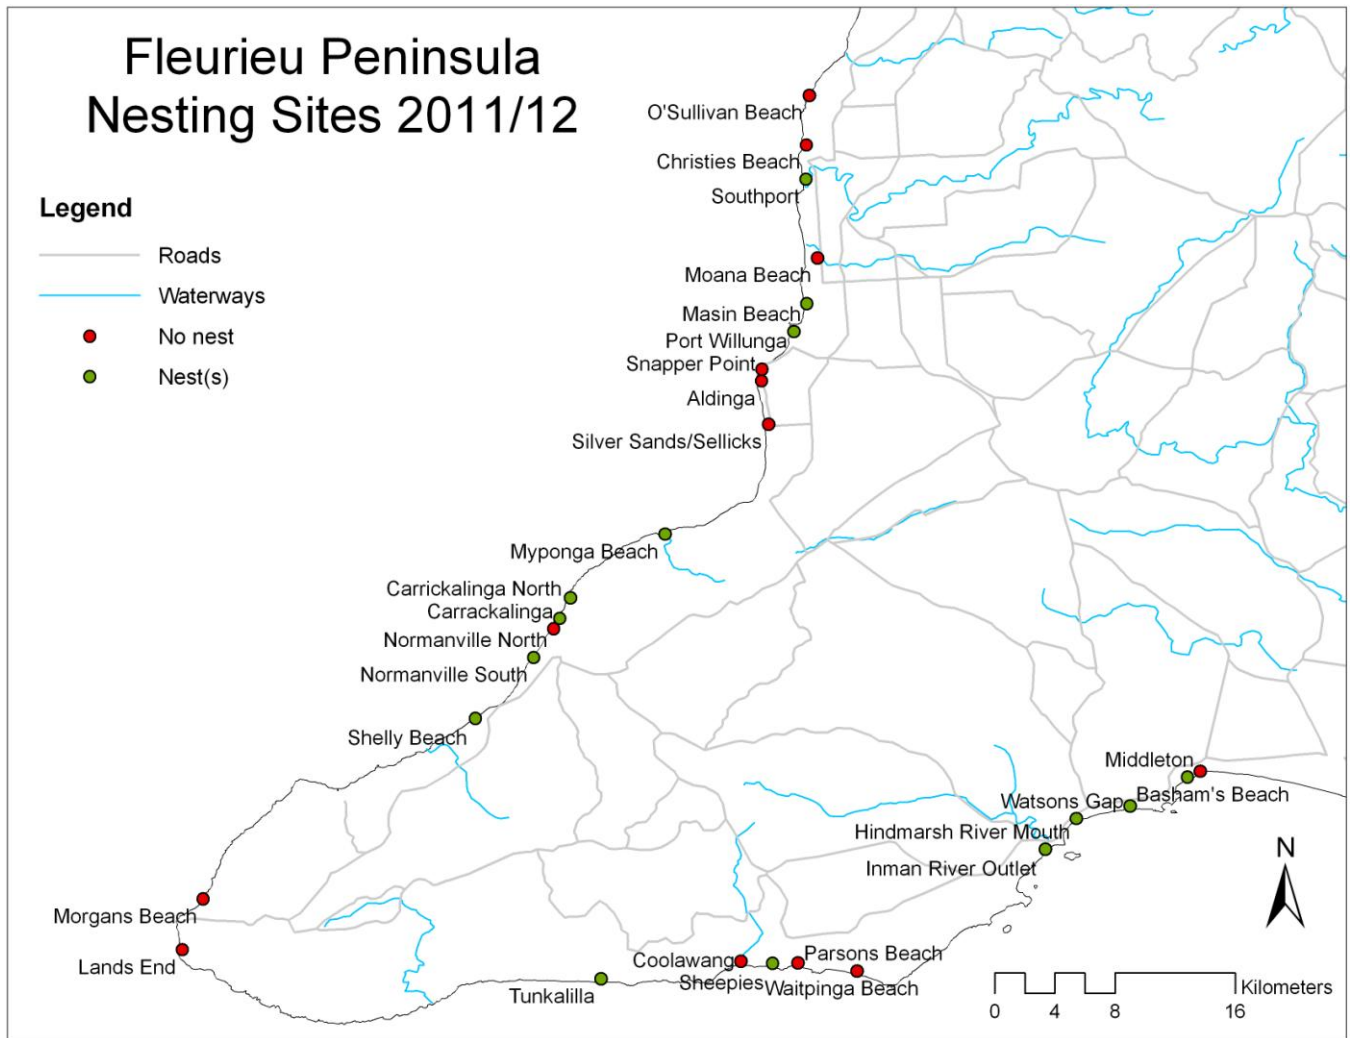 Fleurieu Peninsula
Nesting Sites 2011/12
Legend
Roads
Waterways
No nest
Nest(s)
O'Sullivan Beach
Christies Beach
Southport
Moana Beach
Masin Beach
Port Willunga
Snapper Point
Aldinga
Silver Sands/Sellicks
Myponga Beach
Carrickalinga North
Carrackalinga
Normanville North
Normanville South
Shelly Beach
Middleton
Basham's Beach
Watsons Gap
Hindmarsh River Mouth
Inman River Outlet
N
Morgans Beach
Lands End
Parsons Beach
Coolawang
Sheepies
Waitpinga Beach
Tunkalilla
Kilometers
0 4 8 16